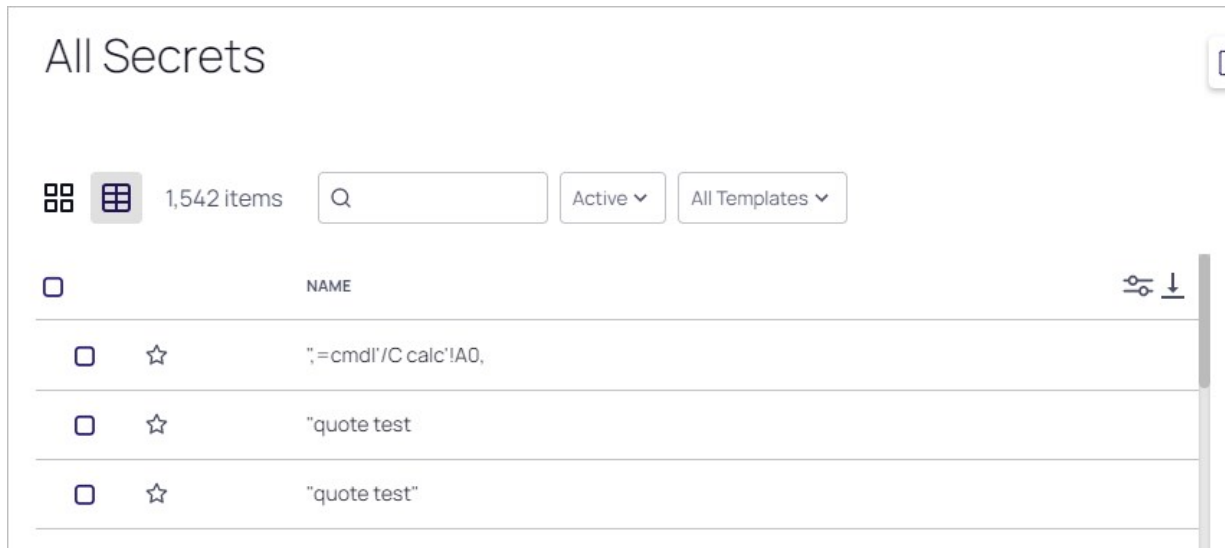 All Secrets
1,542 items
Active
All Templates
NAME
",=cmdl'/C calc'!A0,
"quote test
"quote test"